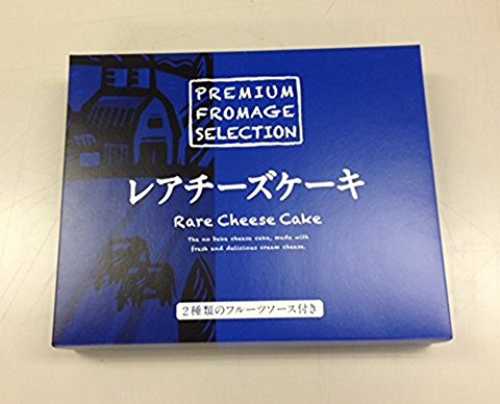 PREMIUM
FROMAGE
SELECTION
レアチーズケーキ
Rare Cheese Cake
The no bake cheese cake, made with
fresh and delicious cream cheese.
2種類のフルーツソース付き